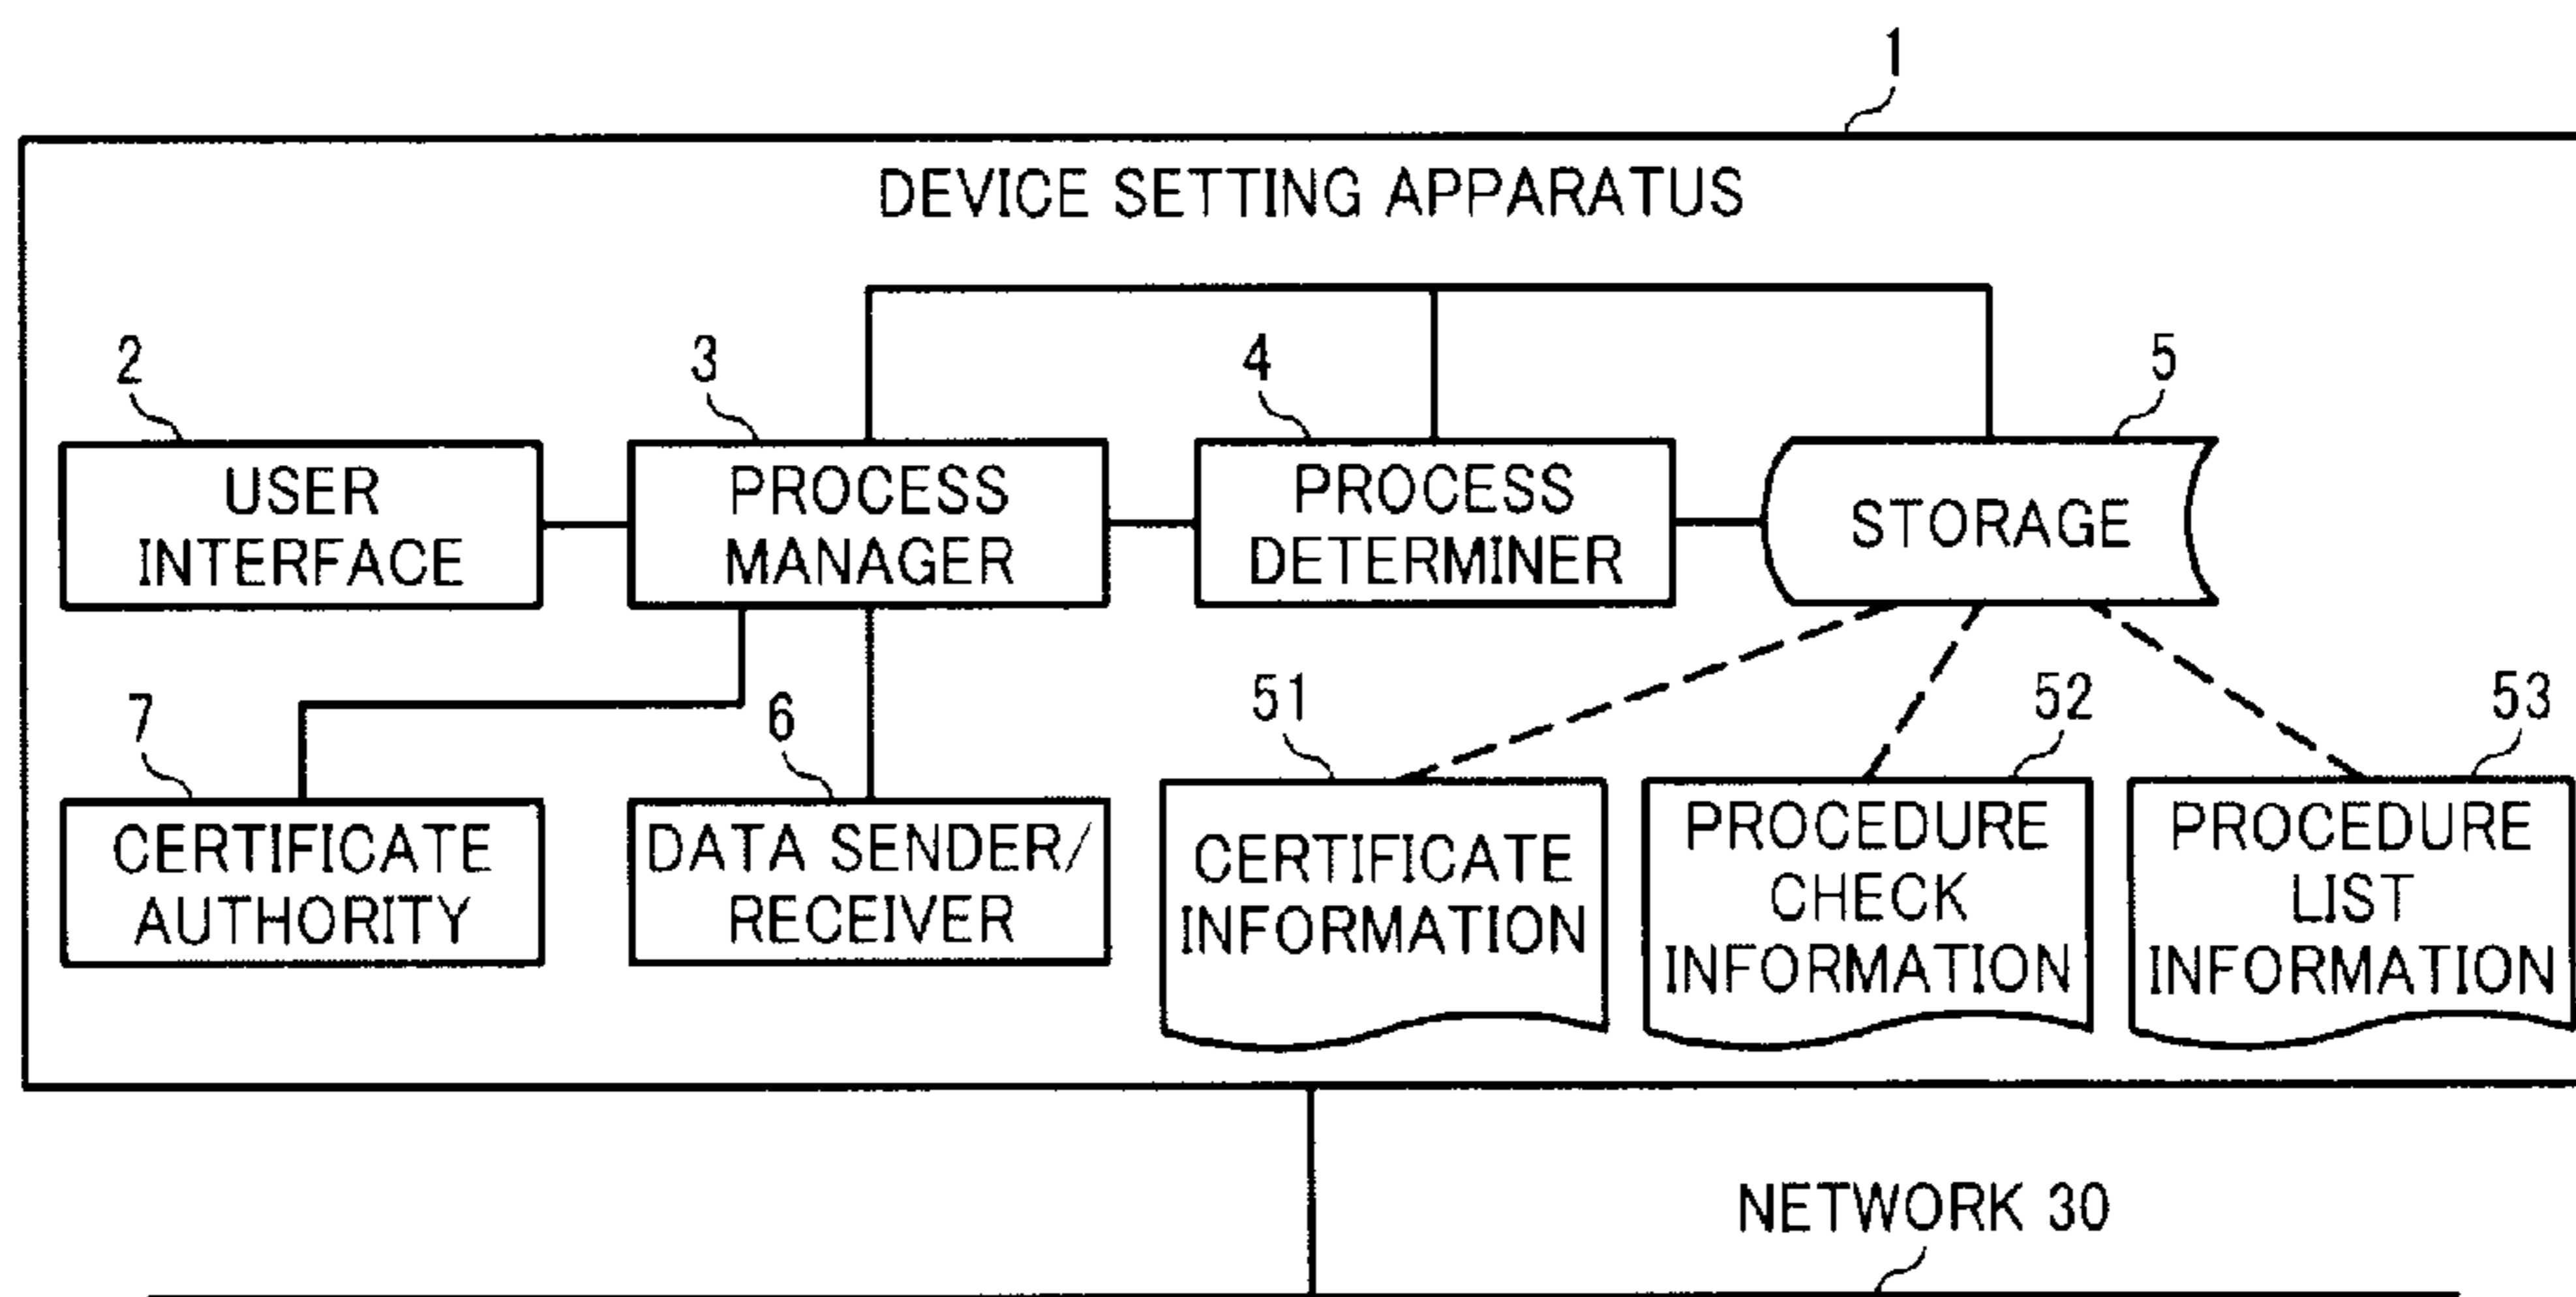 1
DEVICE SETTING APPARATUS
2
3
4
5
USER
INTERFACE
PROCESS
MANAGER
PROCESS
DETERMINER
STORAGE
7
6
51
52
53
CERTIFICATE
AUTHORITY
DATA SENDER/
RECEIVER
CERTIFICATE
INFORMATION
PROCEDURE
CHECK
INFORMATION
PROCEDURE
LIST
INFORMATION
NETWORK 30